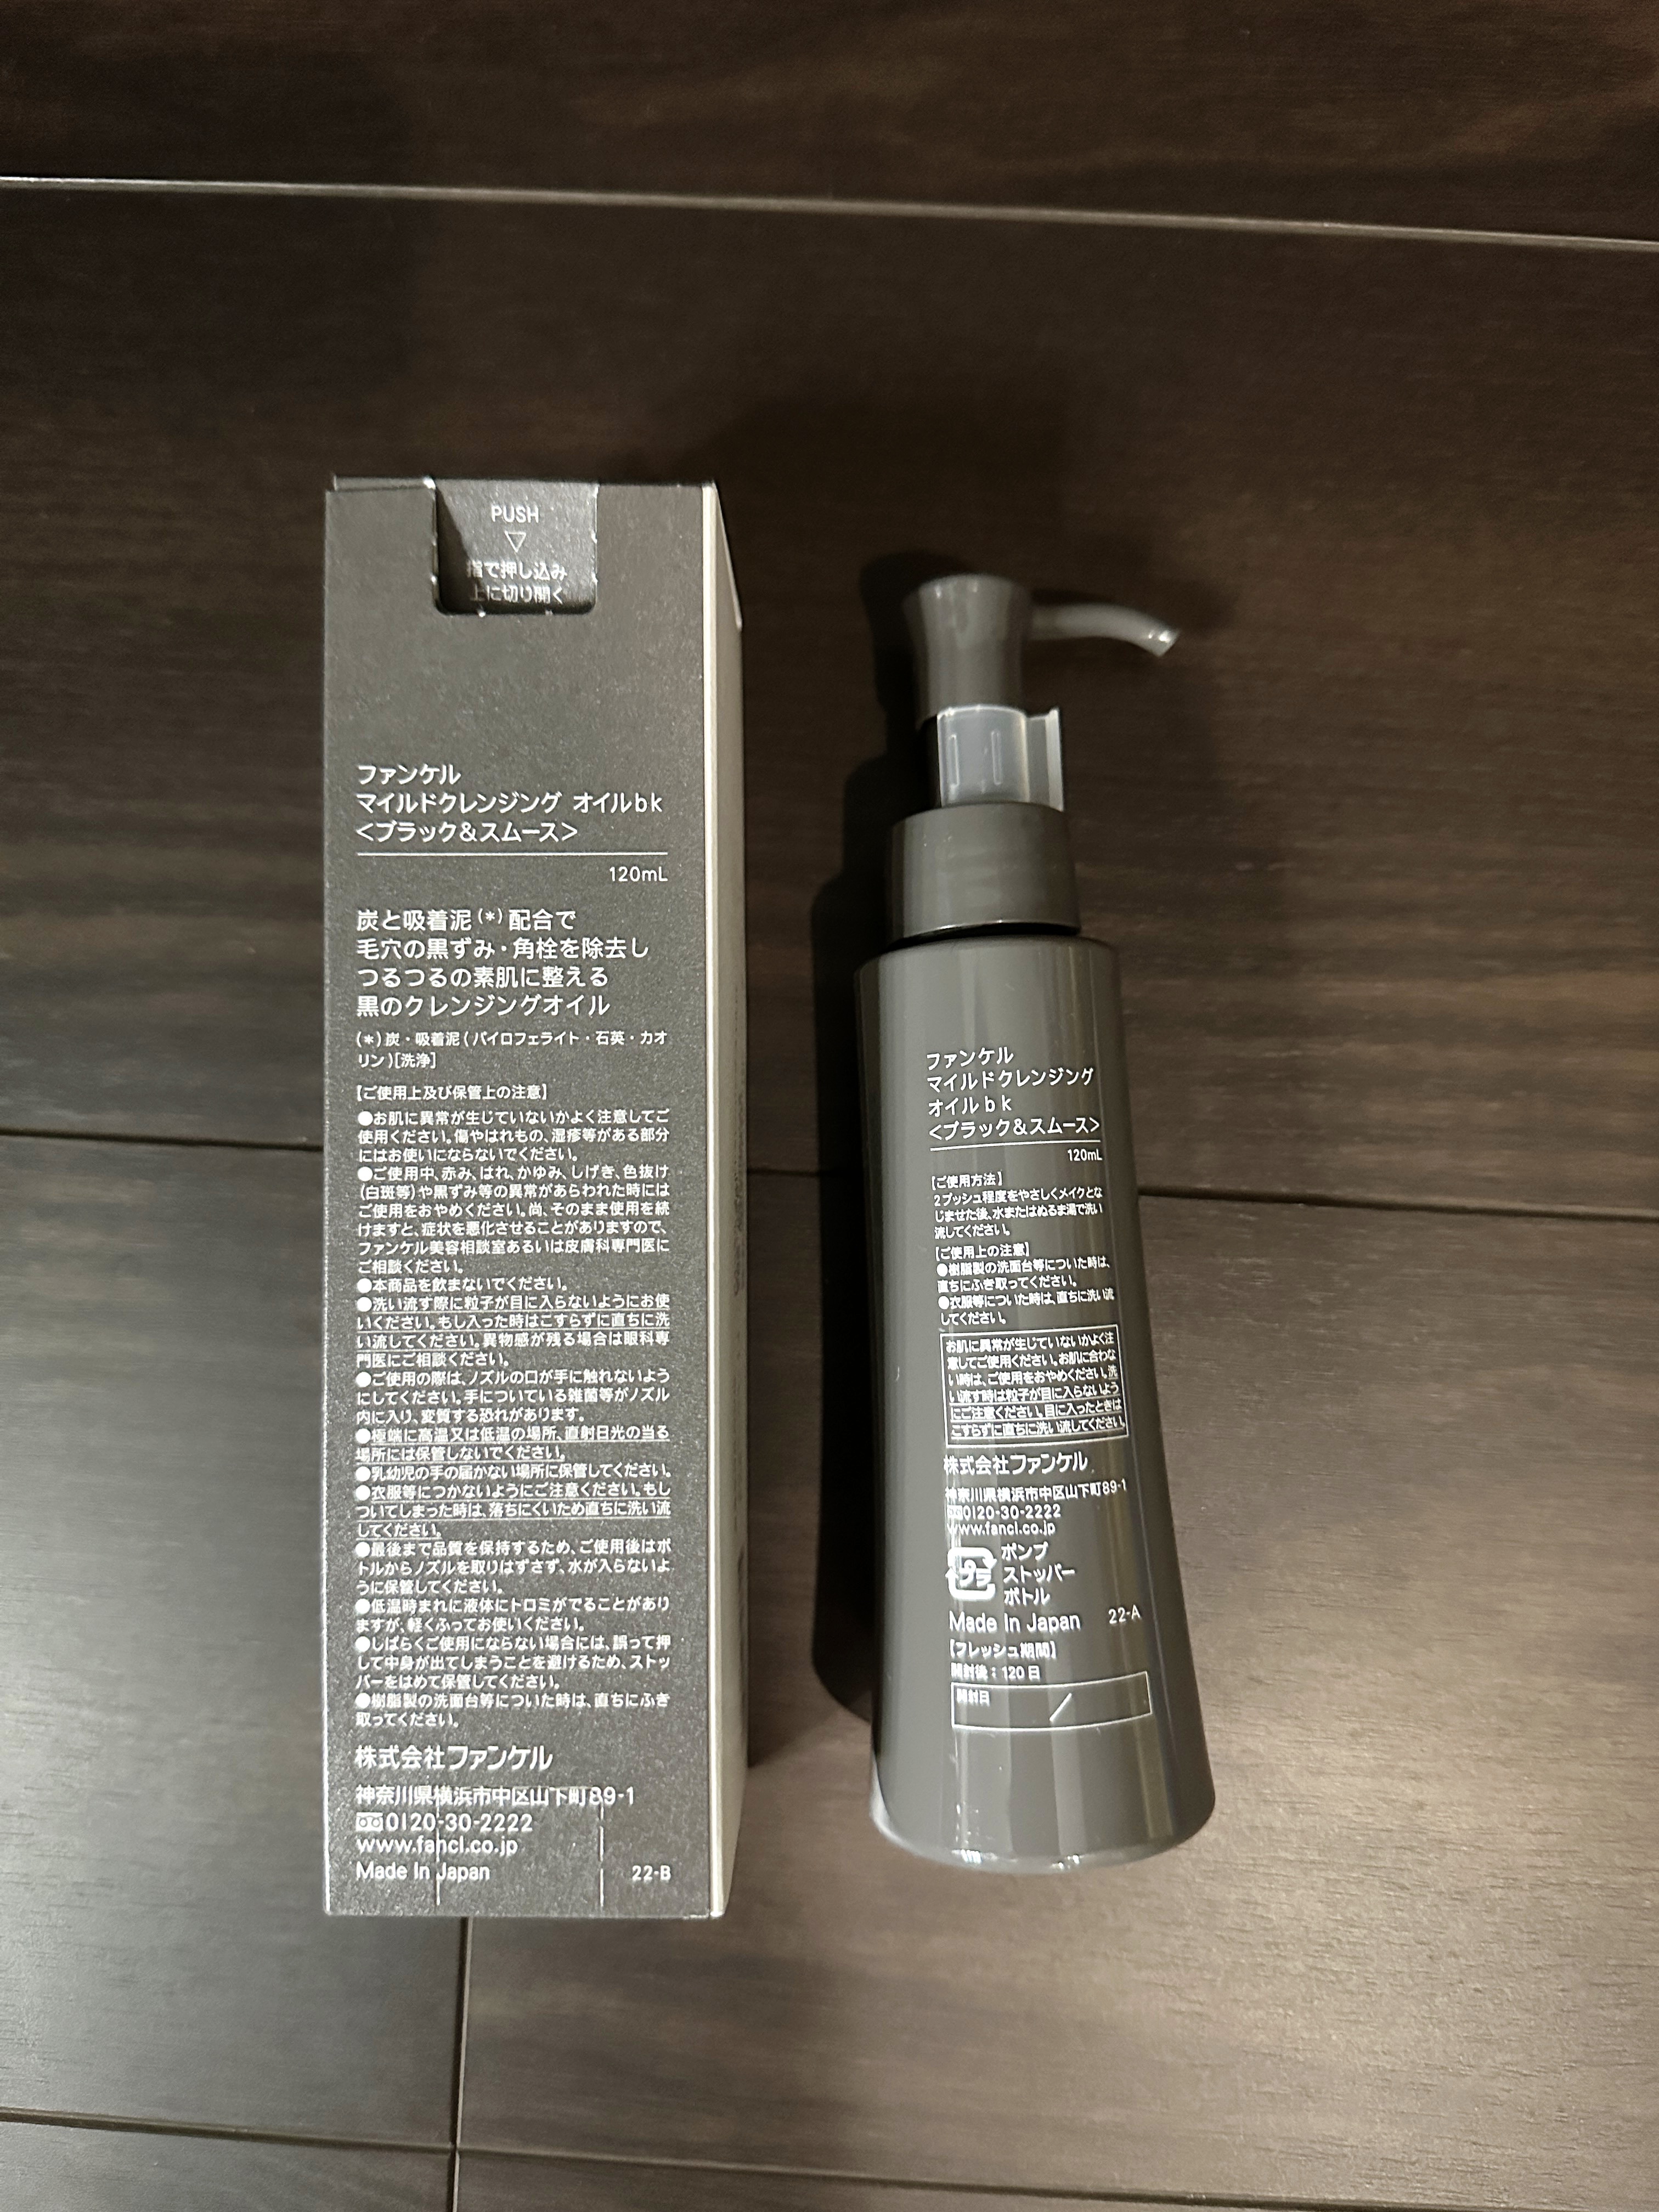 PUSH
▽
指で押し込み
上に切り開く
ファンケル
マイルドクレンジング オイルbk
<ブラック&スムース>
120mL
炭と吸着泥(*)配合で
毛穴の黒ずみ・角栓を除去し
つるつるの素肌に整える
黒のクレンジングオイル
(*)炭・吸着泥(パイロフェライト・石英・カオ
リン)[洗浄]
【ご使用上及び保管上の注意】
●お肌に異常が生じていないかよく注意してご
使用ください。傷やはれもの、湿疹等がある部分
にはお使いにならないでください。
●ご使用中、赤み、はれ、かゆみ、しげき、色抜け
(白斑等)や黒ずみ等の異常があらわれた時には
ご使用をおやめください。尚、そのまま使用を続
けますと、症状を悪化させることがありますので、
ファンケル美容相談室あるいは皮膚科専門医に
ご相談ください。
●本商品を飲まないでください。
●洗い流す際に粒子が目に入らないようにお使
いください。もし入った時はこすらずに直ちに洗
い流してください。異物感が残る場合は眼科専
門医にご相談ください。
●ご使用の際は、ノズルの口が手に触れないよう
にしてください。手についている雑菌等がノズル
内に入り、変質する恐れがあります。
●極端に高温又は低温の場所、直射日光の当る
場所には保管しないでください。
●乳幼児の手の届かない場所に保管してください。
●衣服等につかないようにご注意ください。もし
ついてしまった時は、落ちにくいため直ちに洗い流
してください。
●最後まで品質を保持するため、ご使用後はボ
トルからノズルを取りはずさず、水が入らないよ
うに保管してください。
●低温時まれに液体にトロミがでることがあり
ますが、軽くふってお使いください。
●しばらくご使用にならない場合には、誤って押
して中身が出てしまうことを避けるため、ストッ
パーをはめて保管してください。
●樹脂製の洗面台等についた時は、直ちにふき
取ってください。
株式会社ファンケル
神奈川県横浜市中区山下町89-1
0120-30-2222
www.fancl.co.jp
Made In Japan 22-B
ファンケル
マイルドクレンジング
オイルbk
<ブラック&スムース>
120mL
【ご使用方法】
2プッシュ程度をやさしくメイクとな
じませた後、水またはぬるま湯で洗い
流してください。
【ご使用上の注意】
●樹脂製の洗面台等についた時は、
直ちにふき取ってください。
●衣服等についた時は、直ちに洗い流
してください。
お肌に異常が生じていないかよく注
意してご使用ください。お肌に合わな
い時は、ご使用をおやめください。洗
い流す時は粒子が目に入らないよう
にご注意ください。目に入ったときは
こすらずに直ちに洗い流してください。
株式会社ファンケル
神奈川県横浜市中区山下町89-1
0120-30-2222
www.fancl.co.jp
プラ
ポンプ
ストッパー
ボトル
Made In Japan 22-A
【フレッシュ期間】
開封後：120日
開封日 /